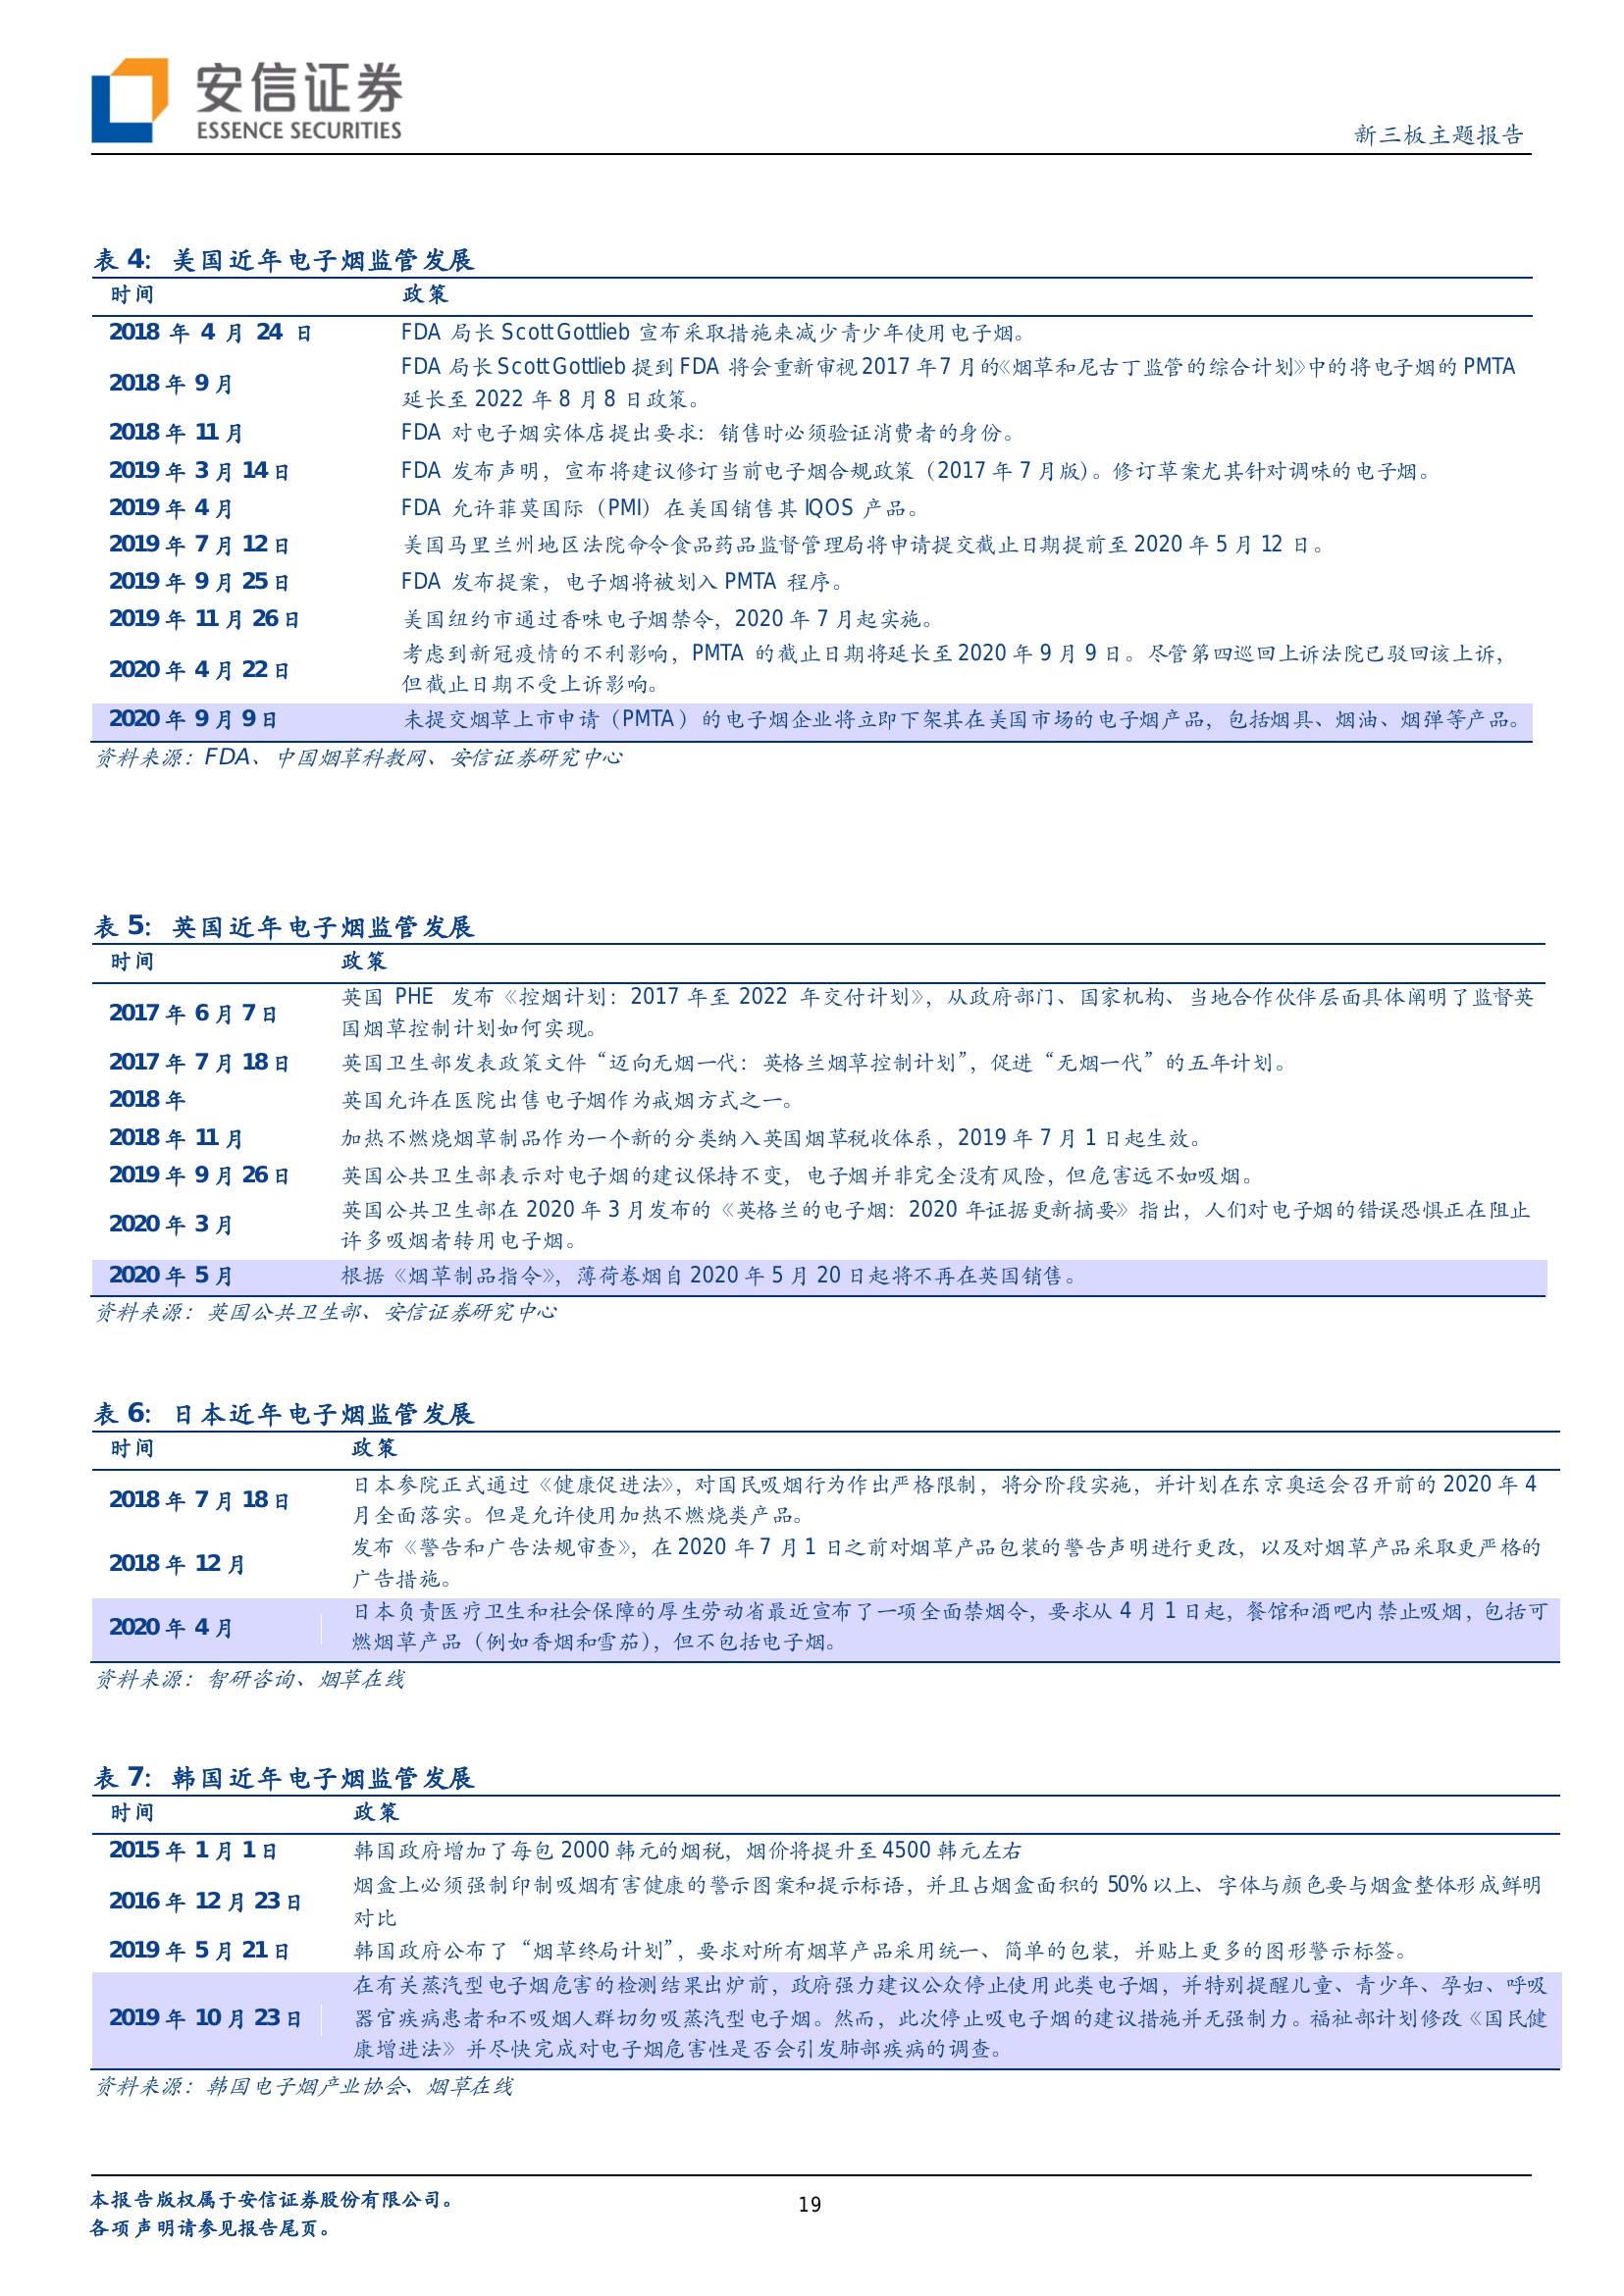 安信证券
ESSENCE SECURITIES
新三板主题报告
表 4：美国近年电子烟监管发展
时间 政策
2018 年 4 月 24 日 FDA 局长 Scott Gottlieb 宣布采取措施来减少青少年使用电子烟。
2018 年 9 月 FDA 局长 Scott Gottlieb 提到 FDA 将会重新审视 2017 年 7 月的《烟草和尼古丁监管的综合计划》中的将电子烟的 PMTA
延长至 2022 年 8 月 8 日政策。
2018 年 11 月 FDA 对电子烟实体店提出要求：销售时必须验证消费者的身份。
2019 年 3 月 14 日 FDA 发布声明，宣布将建议修订当前电子烟合规政策（2017 年 7 月版）。修订草案尤其针对调味的电子烟。
2019 年 4 月 FDA 允许菲莫国际（PMI）在美国销售其 IQOS 产品。
2019 年 7 月 12 日 美国马里兰州地区法院命令食品药品监督管理局将申请提交截止日期提前至 2020 年 5 月 12 日。
2019 年 9 月 25 日 FDA 发布提案，电子烟将被划入 PMTA 程序。
2019 年 11 月 26 日 美国纽约市通过香味电子烟禁令，2020 年 7 月起实施。
2020 年 4 月 22 日 考虑到新冠疫情的不利影响，PMTA 的截止日期将延长至 2020 年 9 月 9 日。尽管第四巡回上诉法院已驳回该上诉，
但截止日期不受上诉影响。
2020 年 9 月 9 日 未提交烟草上市申请（PMTA）的电子烟企业将立即下架其在美国市场的电子烟产品，包括烟具、烟油、烟弹等产品。
资料来源：FDA、中国烟草科教网、安信证券研究中心
表 5：英国近年电子烟监管发展
时间 政策
2017 年 6 月 7 日 英国 PHE 发布《控烟计划：2017 年至 2022 年交付计划》，从政府部门、国家机构、当地合作伙伴层面具体阐明了监督英
国烟草控制计划如何实现。
2017 年 7 月 18 日 英国卫生部发表政策文件“迈向无烟一代：英格兰烟草控制计划”，促进“无烟一代”的五年计划。
2018 年 英国允许在医院出售电子烟作为戒烟方式之一。
2018 年 11 月 加热不燃烧烟草制品作为一个新的分类纳入英国烟草税收体系，2019 年 7 月 1 日起生效。
2019 年 9 月 26 日 英国公共卫生部表示对电子烟的建议保持不变，电子烟并非完全没有风险，但危害远不如吸烟。
2020 年 3 月 英国公共卫生部在 2020 年 3 月发布的《英格兰的电子烟：2020 年证据更新摘要》指出，人们对电子烟的错误恐惧正在阻止
许多吸烟者转用电子烟。
2020 年 5 月 根据《烟草制品指令》，薄荷卷烟自 2020 年 5 月 20 日起将不再在英国销售。
资料来源：英国公共卫生部、安信证券研究中心
表 6：日本近年电子烟监管发展
时间 政策
2018 年 7 月 18 日 日本参院正式通过《健康促进法》，对国民吸烟行为作出严格限制，将分阶段实施，并计划在东京奥运会召开前的 2020 年 4
月全面落实。但是允许使用加热不燃烧类产品。
2018 年 12 月 发布《警告和广告法规审查》，在 2020 年 7 月 1 日之前对烟草产品包装的警告声明进行更改，以及对烟草产品采取更严格的
广告措施。
2020 年 4 月 日本负责医疗卫生和社会保障的厚生劳动省最近宣布了一项全面禁烟令，要求从 4 月 1 日起，餐馆和酒吧内禁止吸烟，包括可
燃烟草产品（例如香烟和雪茄），但不包括电子烟。
资料来源：智研咨询、烟草在线
表 7：韩国近年电子烟监管发展
时间 政策
2015 年 1 月 1 日 韩国政府增加了每包 2000 韩元的烟税，烟价将提升至 4500 韩元左右
2016 年 12 月 23 日 烟盒上必须强制印制吸烟有害健康的警示图案和提示标语，并且占烟盒面积的 50%以上、字体与颜色要与烟盒整体形成鲜明
对比
2019 年 5 月 21 日 韩国政府公布了“烟草终局计划”，要求对所有烟草产品采用统一、简单的包装，并贴上更多的图形警示标签。
2019 年 10 月 23 日 在有关蒸汽型电子烟危害的检测结果出炉前，政府强力建议公众停止使用此类电子烟，并特别提醒儿童、青少年、孕妇、呼吸
器官疾病患者和不吸烟人群切勿吸蒸汽型电子烟。然而，此次停止吸电子烟的建议措施并无强制力。福祉部计划修改《国民健
康增进法》并尽快完成对电子烟危害性是否会引发肺部疾病的调查。
资料来源：韩国电子烟产业协会、烟草在线
本报告版权属于安信证券股份有限公司。
各项声明请参见报告尾页。
19